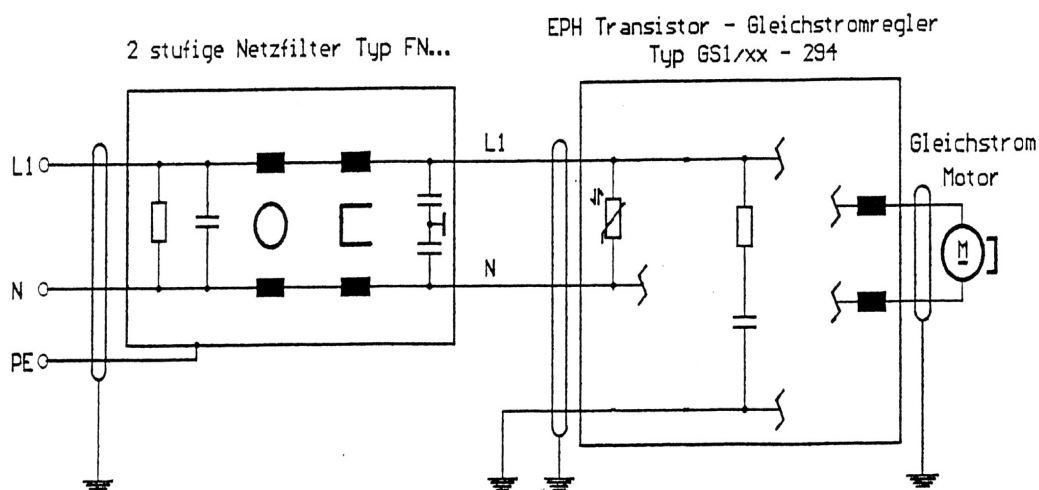 2 stufige Netzfilter Typ FN...
EPH Transistor - Gleichstromregler
Typ GS1/xx - 294
L1
L1
Gleichstrom
Motor
N
N
M
PE